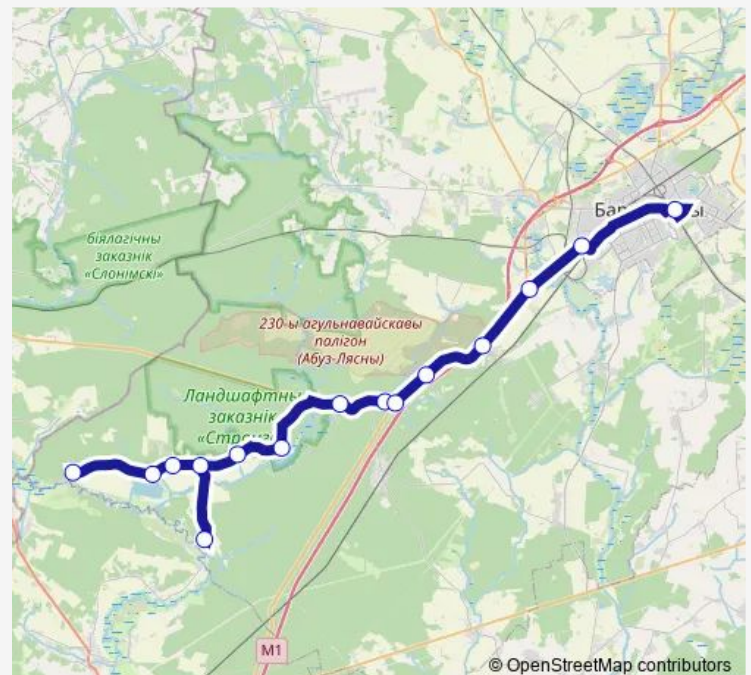 біялагічны
заказнік
«Слонімскі»
230-ы агульнавайскавы
палігон
(Абуз-Лясны)
Ландшафтны
заказнік
M1
© OpenStreetMap contributors